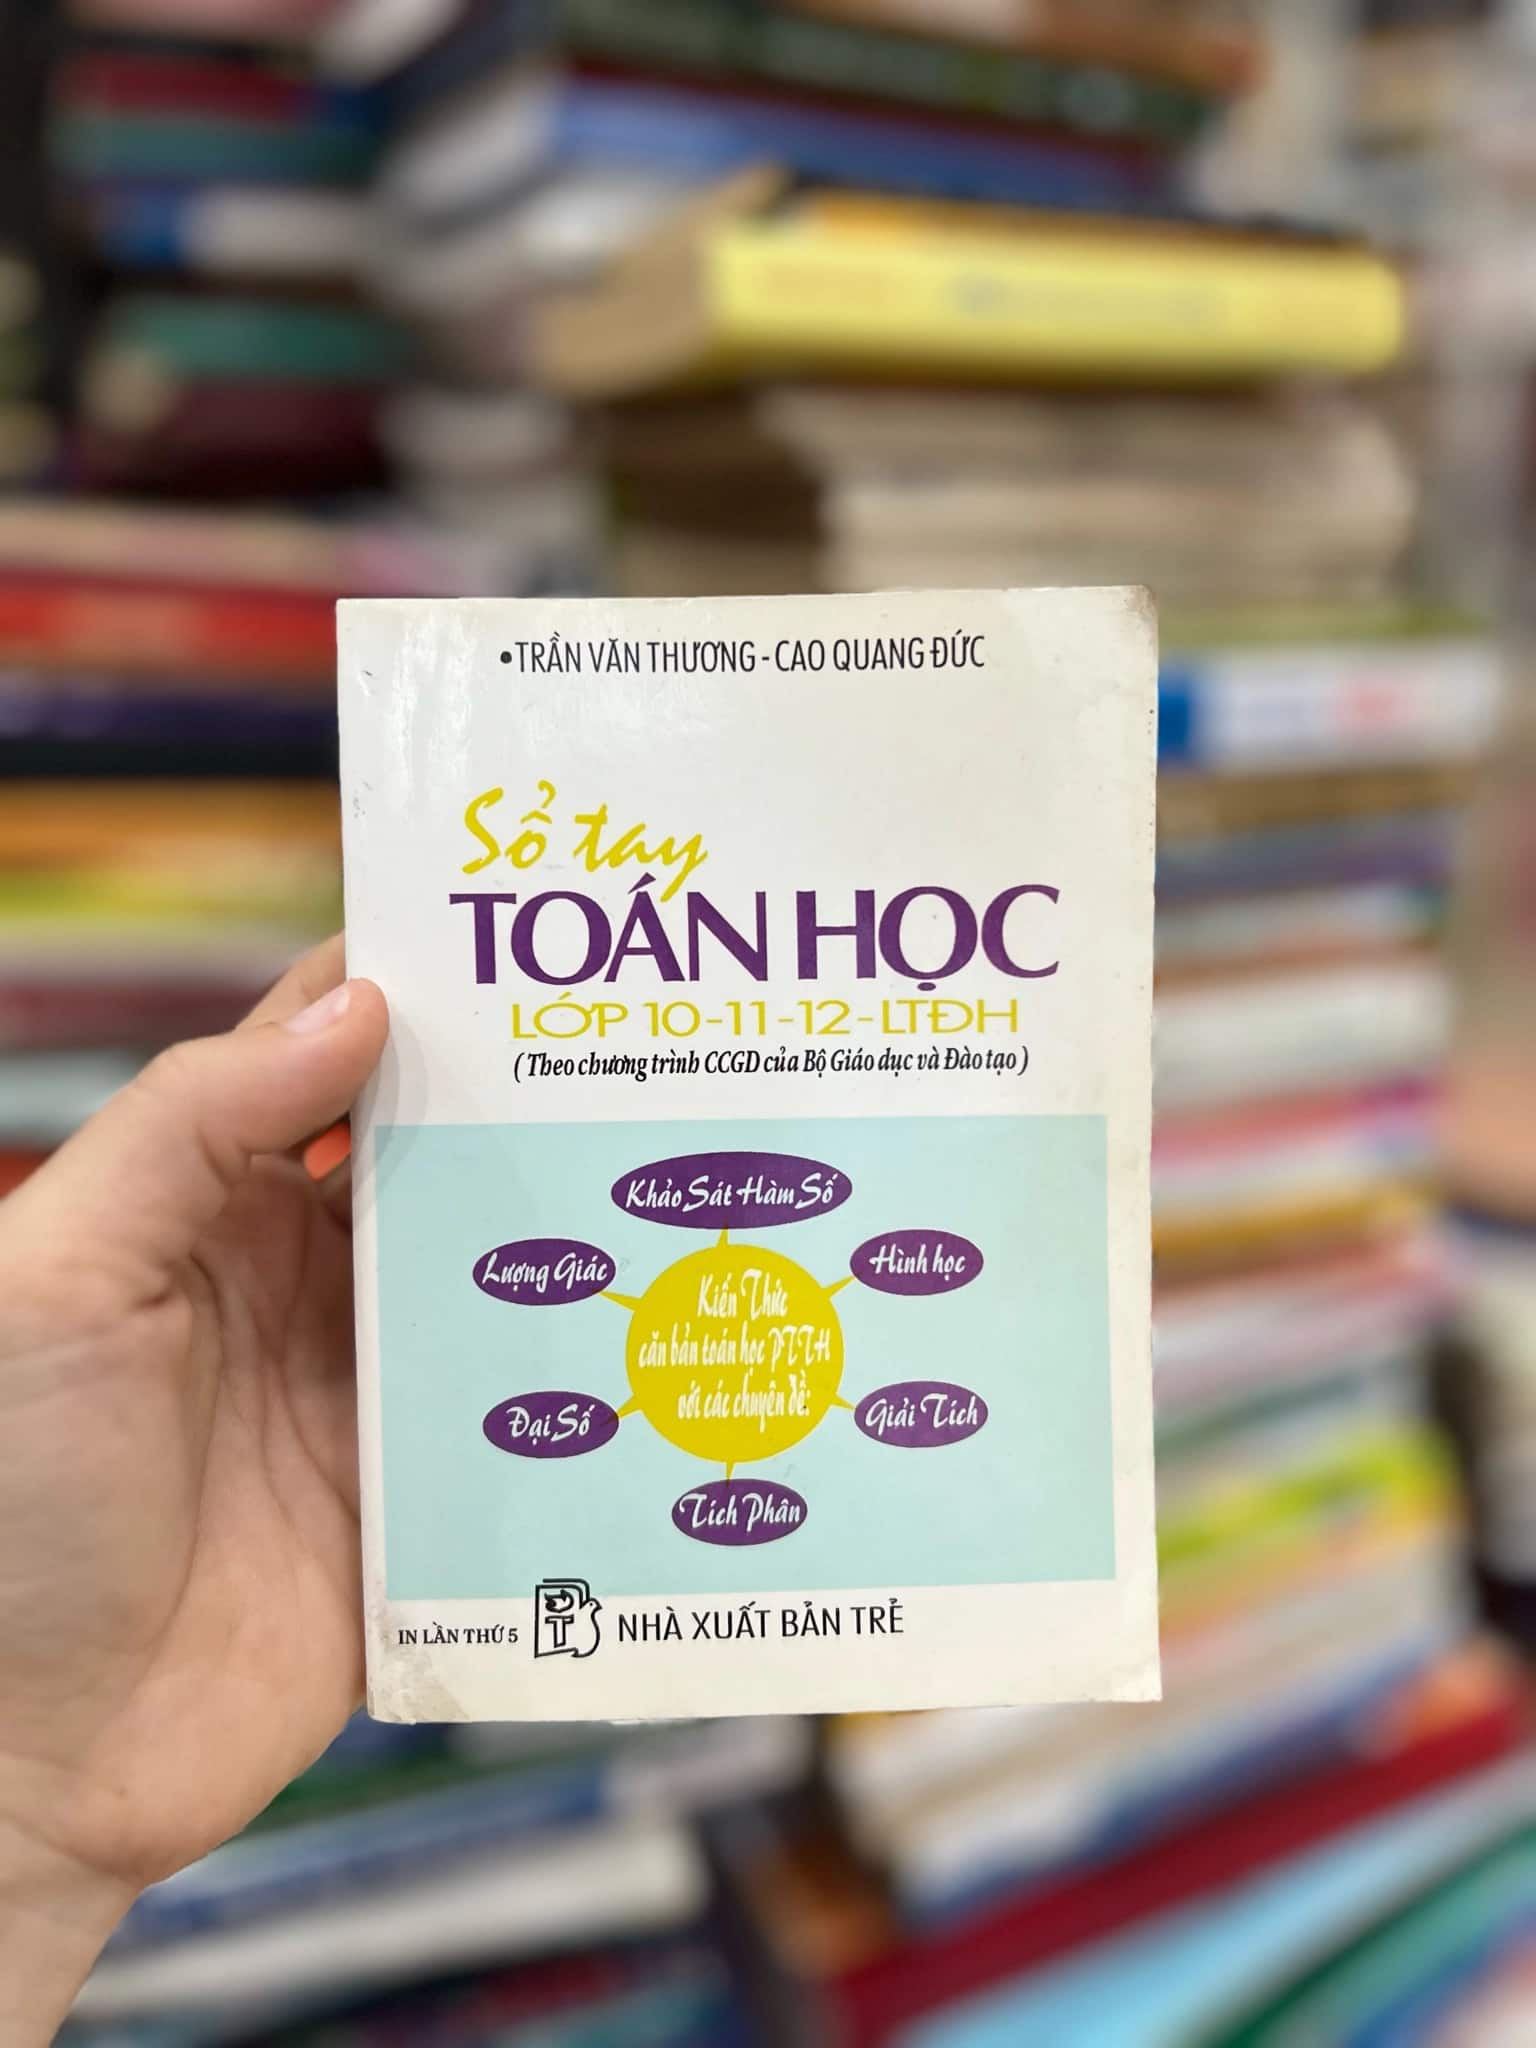 •TRẦN VĂN THƯƠNG - CAO QUANG ĐỨC
Sổ tay
TOÁN HỌC
LỚP 10-11-12-LTĐH
( Theo chương trình CCGD của Bộ Giáo dục và Đào tạo )
Khảo Sát Hàm Số
Lượng Giác
Hình học
Kiến Thức
căn bản toán học PTTH
với các chuyên đề:
Đại Số
Giải Tích
Tích Phân
IN LẦN THỨ 5
T
NHÀ XUẤT BẢN TRẺ